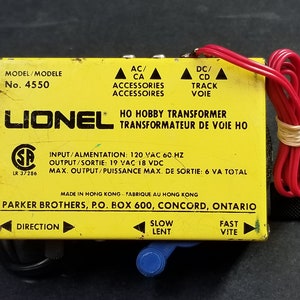 MODEL/MODELE
No. 4550
AC/
CA
ACCESSORIES
ACCESSOIRES
DC/
CD
TRACK
VOIE
LIONEL
HO HOBBY TRANSFORMER
TRANSFORMATEUR DE VOIE HO
SA
LR 37286
INPUT/ALIMENTATION: 120 VAC 60 HZ
OUTPUT/SORTIE: 19 VAC 18 VDC
MAX. OUTPUT/PUISSANCE MAX. DE SORTIE: 6 VA TOTAL
MADE IN HONG KONG - FABRIQUE AU HONG KONG
PARKER BROTHERS, P.O. BOX 600, CONCORD, ONTARIO
DIRECTION
SLOW
LENT
FAST
VITE